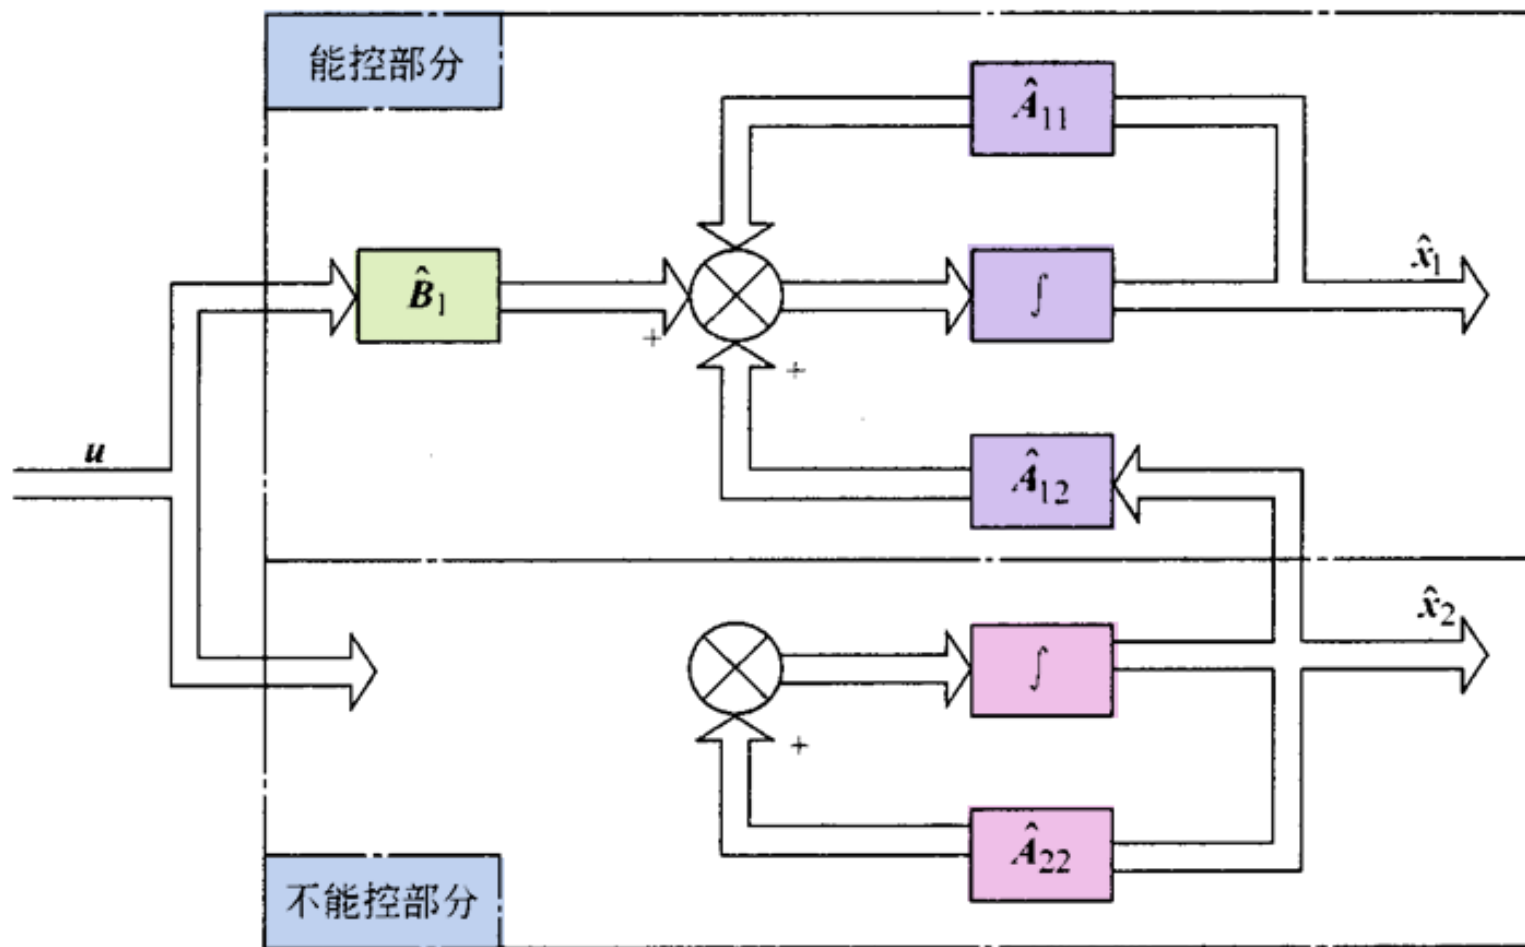 能控部分
Â₁₁
x̂₁
B̂₁
∫
+
+
u
Â₁₂
x̂₂
∫
+
Â₂₂
不能控部分